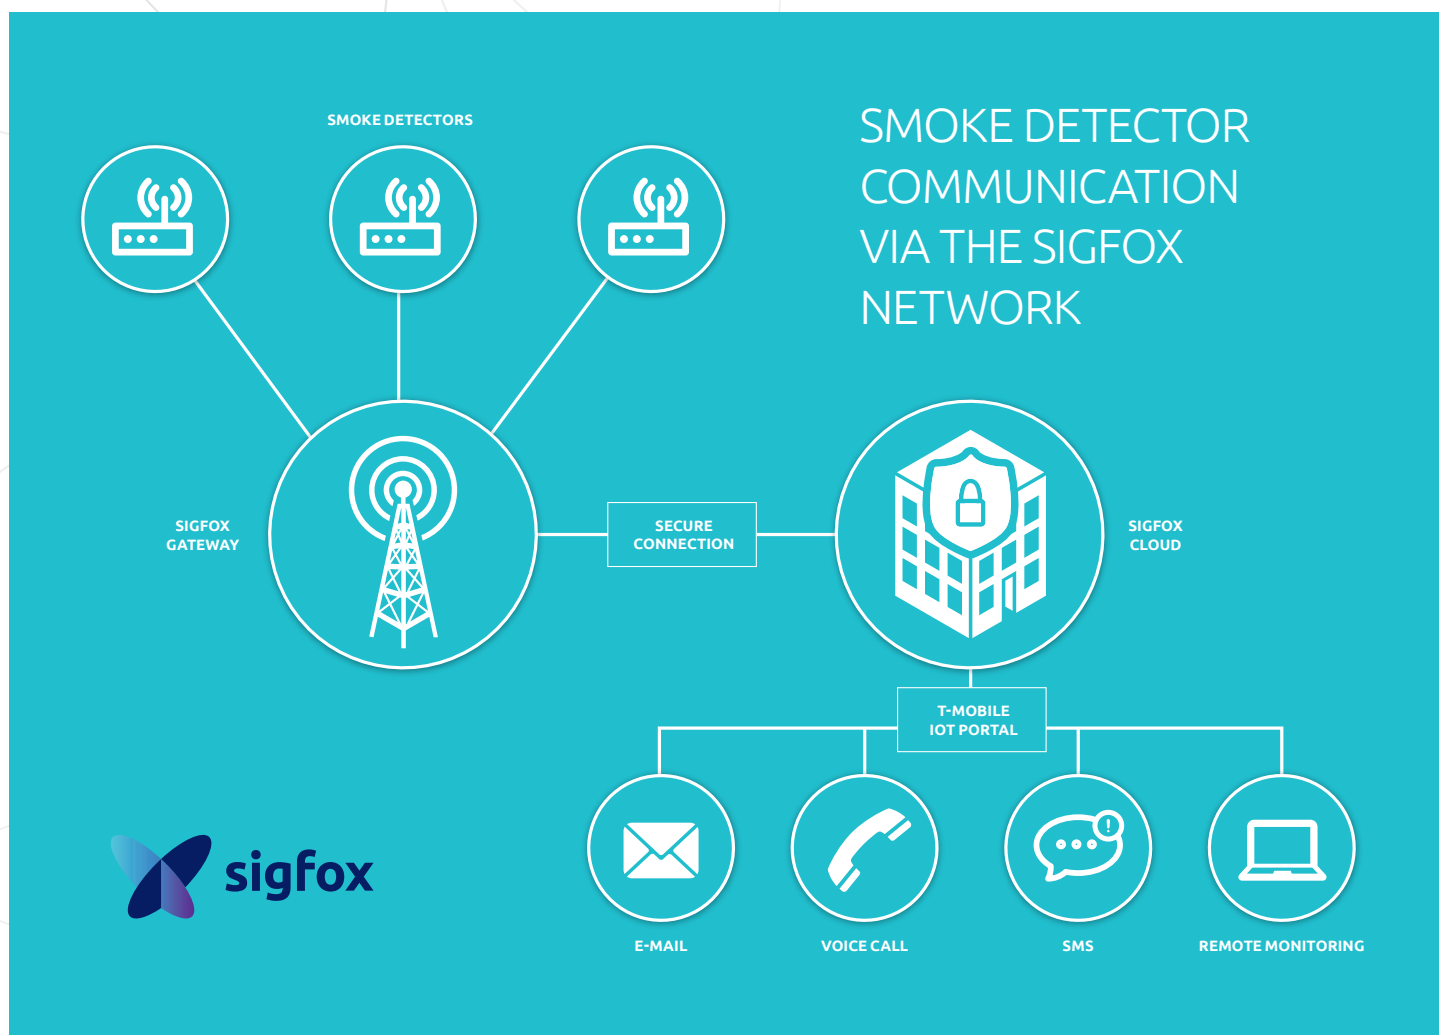 SMOKE DETECTORS
SMOKE DETECTOR
COMMUNICATION
VIA THE SIGFOX
NETWORK
SIGFOX
GATEWAY
SECURE
CONNECTION
SIGFOX
CLOUD
T-MOBILE
IOT PORTAL
!
sigfox
E-MAIL
VOICE CALL
SMS
REMOTE MONITORING